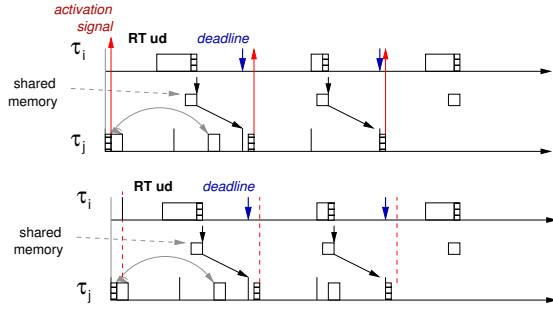 activation
signal
RT ud
deadline
τi
shared
memory
τj
RT ud
deadline
τi
shared
memory
τj